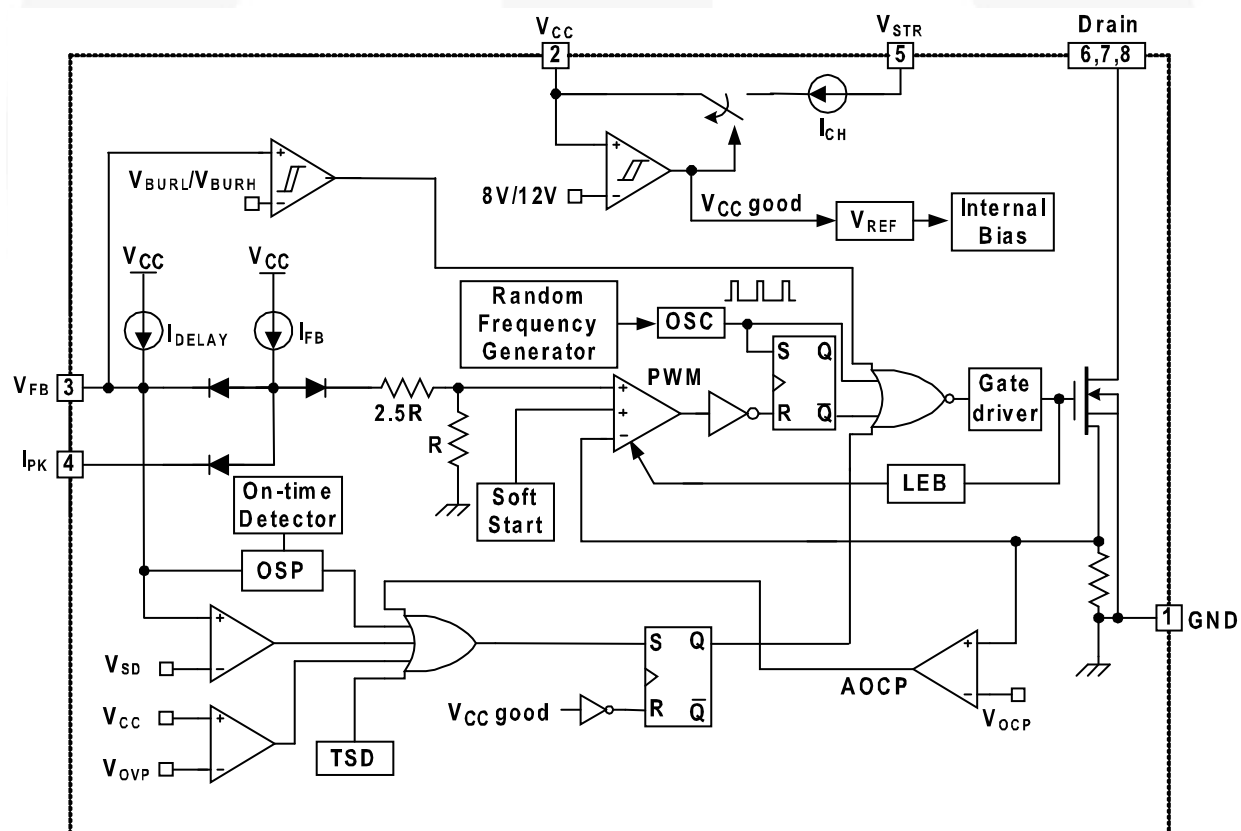 VCC
2
VSTR
5
Drain
6,7,8
ICH
+
−
8V/12V
VCC good
VREF
Internal
Bias
+
−
VBURL/VBURH
VCC
VCC
IDELAY
IFB
Random
Frequency
Generator
OSC
VFB
3
2.5R
R
PWM
+
+
−
S
Q
R
Q̅
Gate
driver
IPK
4
LEB
Soft
Start
On-time
Detector
OSP
+
−
VSD
VCC
VOVP
+
−
TSD
S
Q
R
Q̅
VCC good
AOCP
+
−
VOCP
1
GND